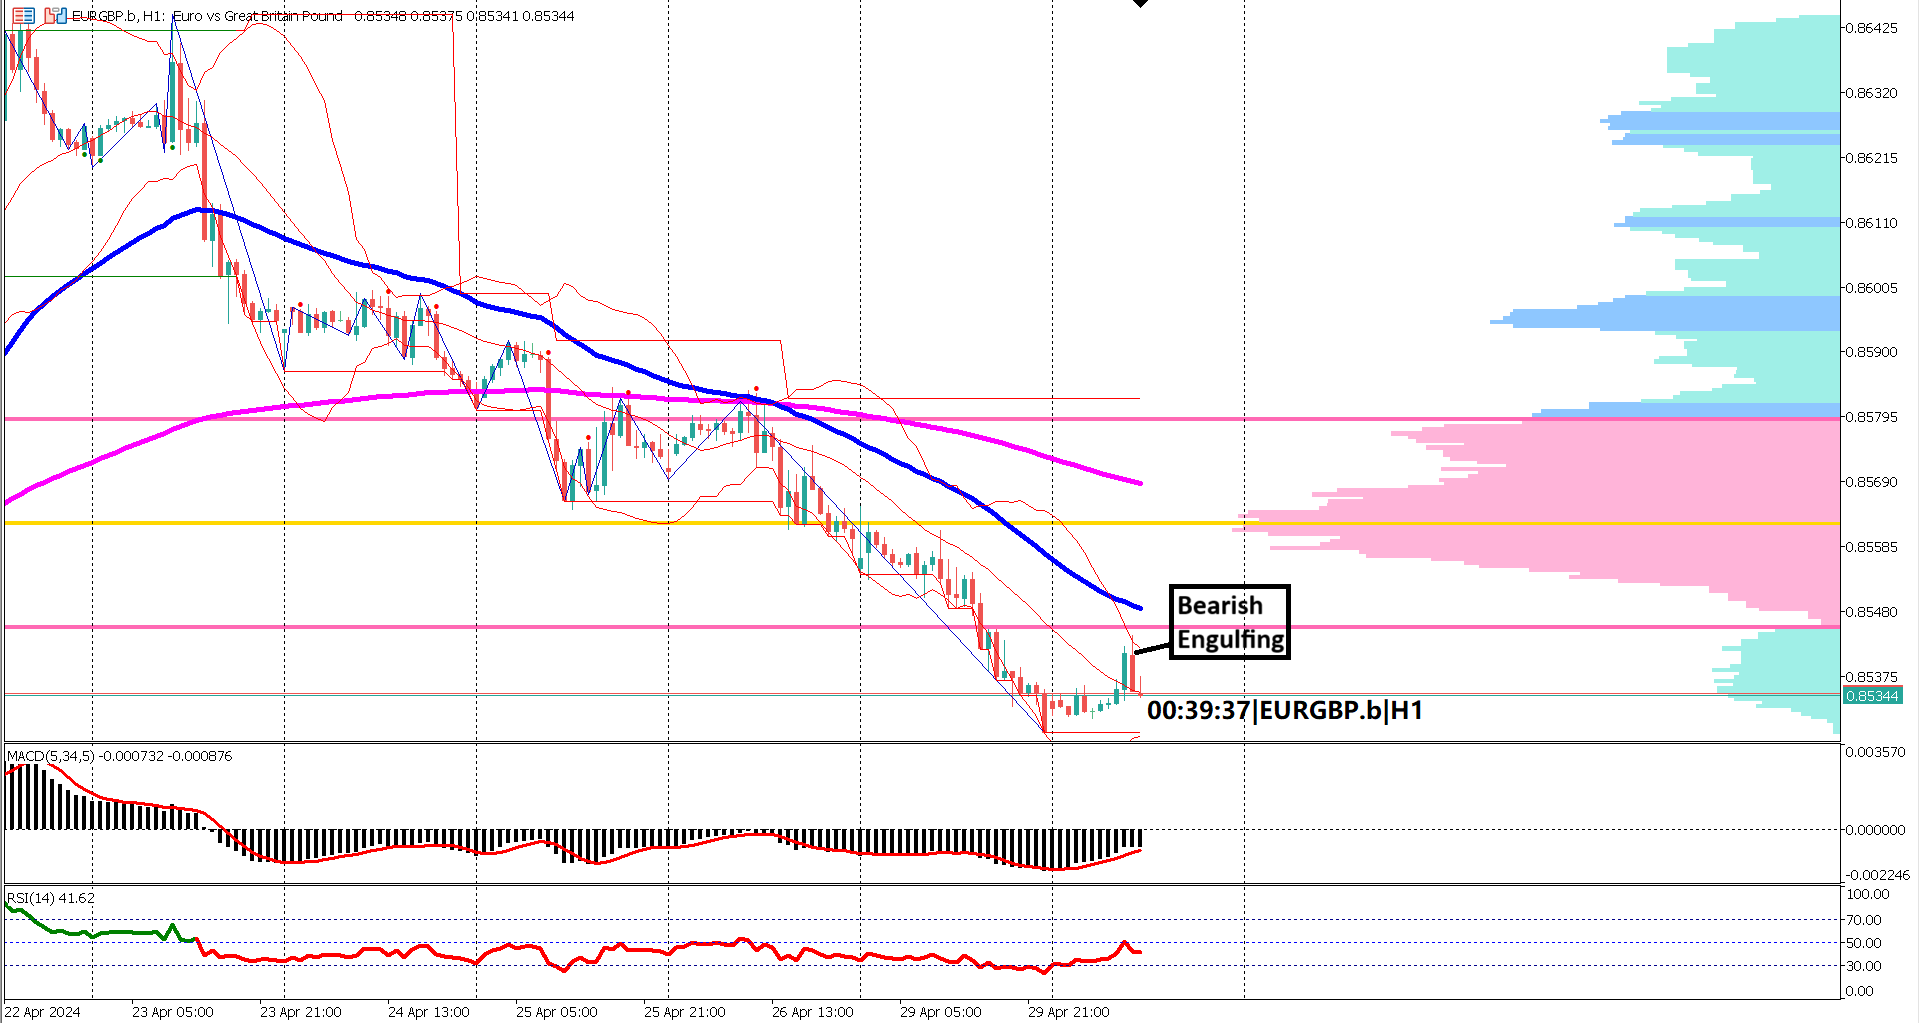 EURGBP.b, H1: Euro vs Great Britain Pound 0.85348 0.85375 0.85341 0.85344
0.86425
0.86320
0.86215
0.86110
0.86005
0.85900
0.85795
0.85690
0.85585
0.85480
0.85375
0.85344
Bearish
Engulfing
00:39:37|EURGBP.b|H1
MACD(5,34,5) -0.000732 -0.000876
0.003570
0.000000
-0.002246
RSI(14) 41.62
100.00
70.00
50.00
30.00
0.00
22 Apr 2024
23 Apr 05:00
23 Apr 21:00
24 Apr 13:00
25 Apr 05:00
25 Apr 21:00
26 Apr 13:00
29 Apr 05:00
29 Apr 21:00